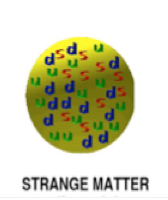 d s d s u
d u s u d
u s s u s
d s d u d u
s d d d u d s
u s u s u d
u u d d
STRANGE MATTER